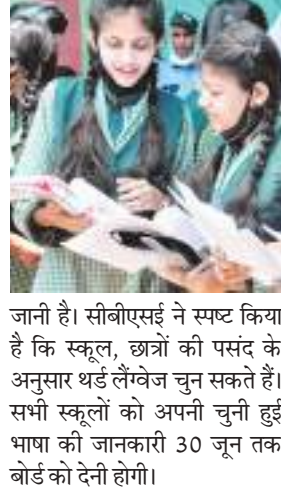 जानी है। सीबीएसई ने स्पष्ट किया
है कि स्कूल, छात्रों की पसंद के
अनुसार थर्ड लैंग्वेज चुन सकते हैं।
सभी स्कूलों को अपनी चुनी हुई
भाषा की जानकारी 30 जून तक
बोर्ड को देनी होगी।